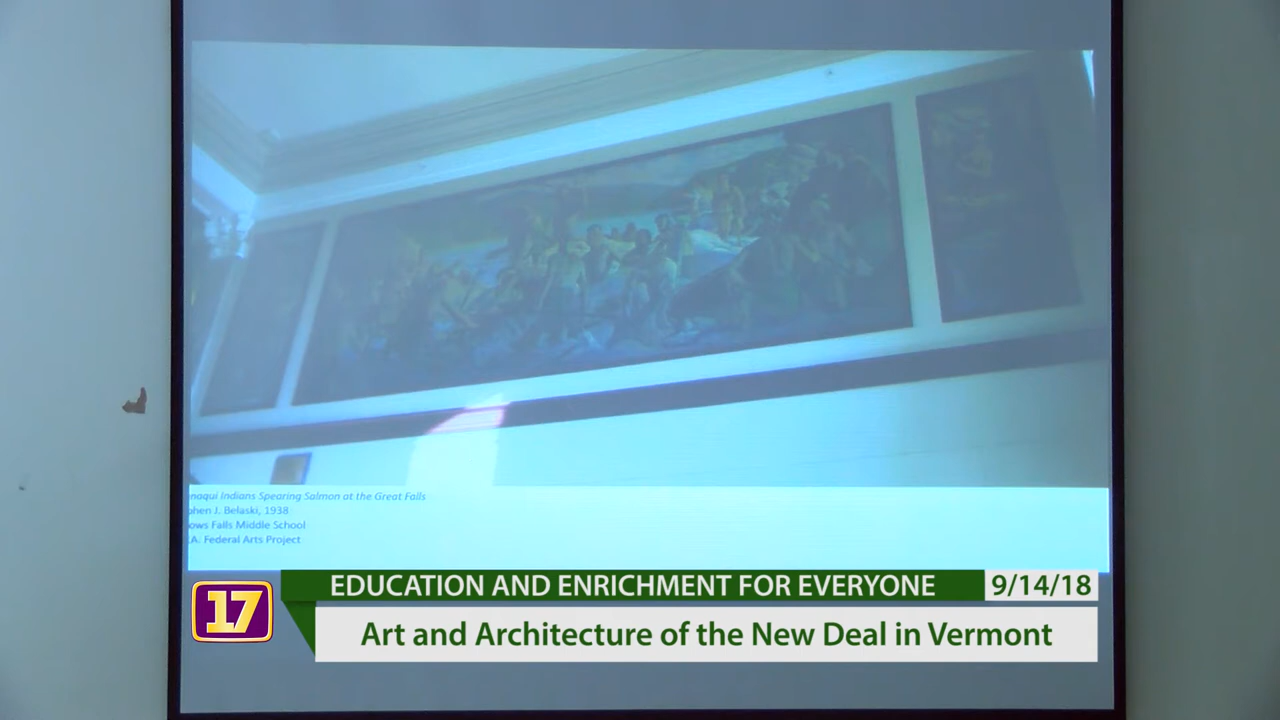 naqui Indians Spearing Salmon at the Great Falls
phen J. Belaski, 1938
ows Falls Middle School
.A. Federal Arts Project
EDUCATION AND ENRICHMENT FOR EVERYONE
9/14/18
17
Art and Architecture of the New Deal in Vermont